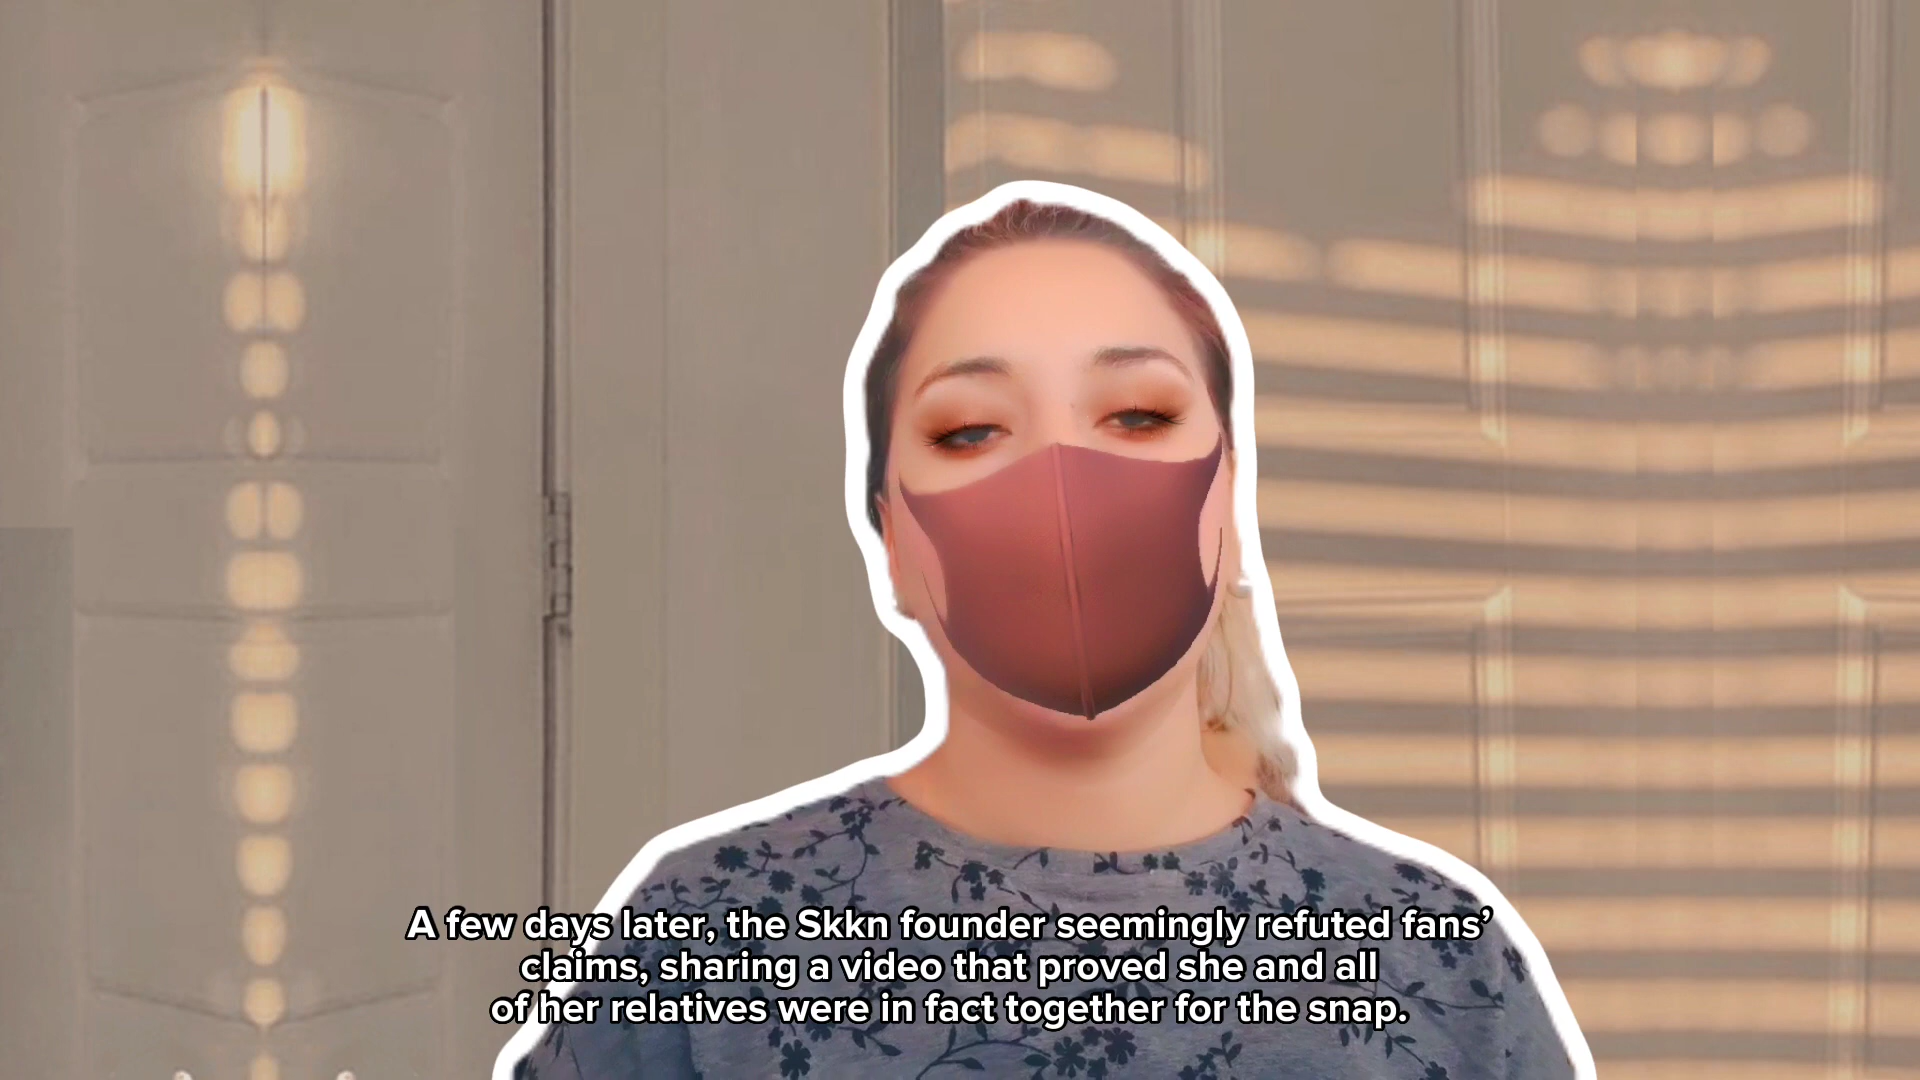 A few days later, the Skkn founder seemingly refuted fans’
claims, sharing a video that proved she and all
of her relatives were in fact together for the snap.